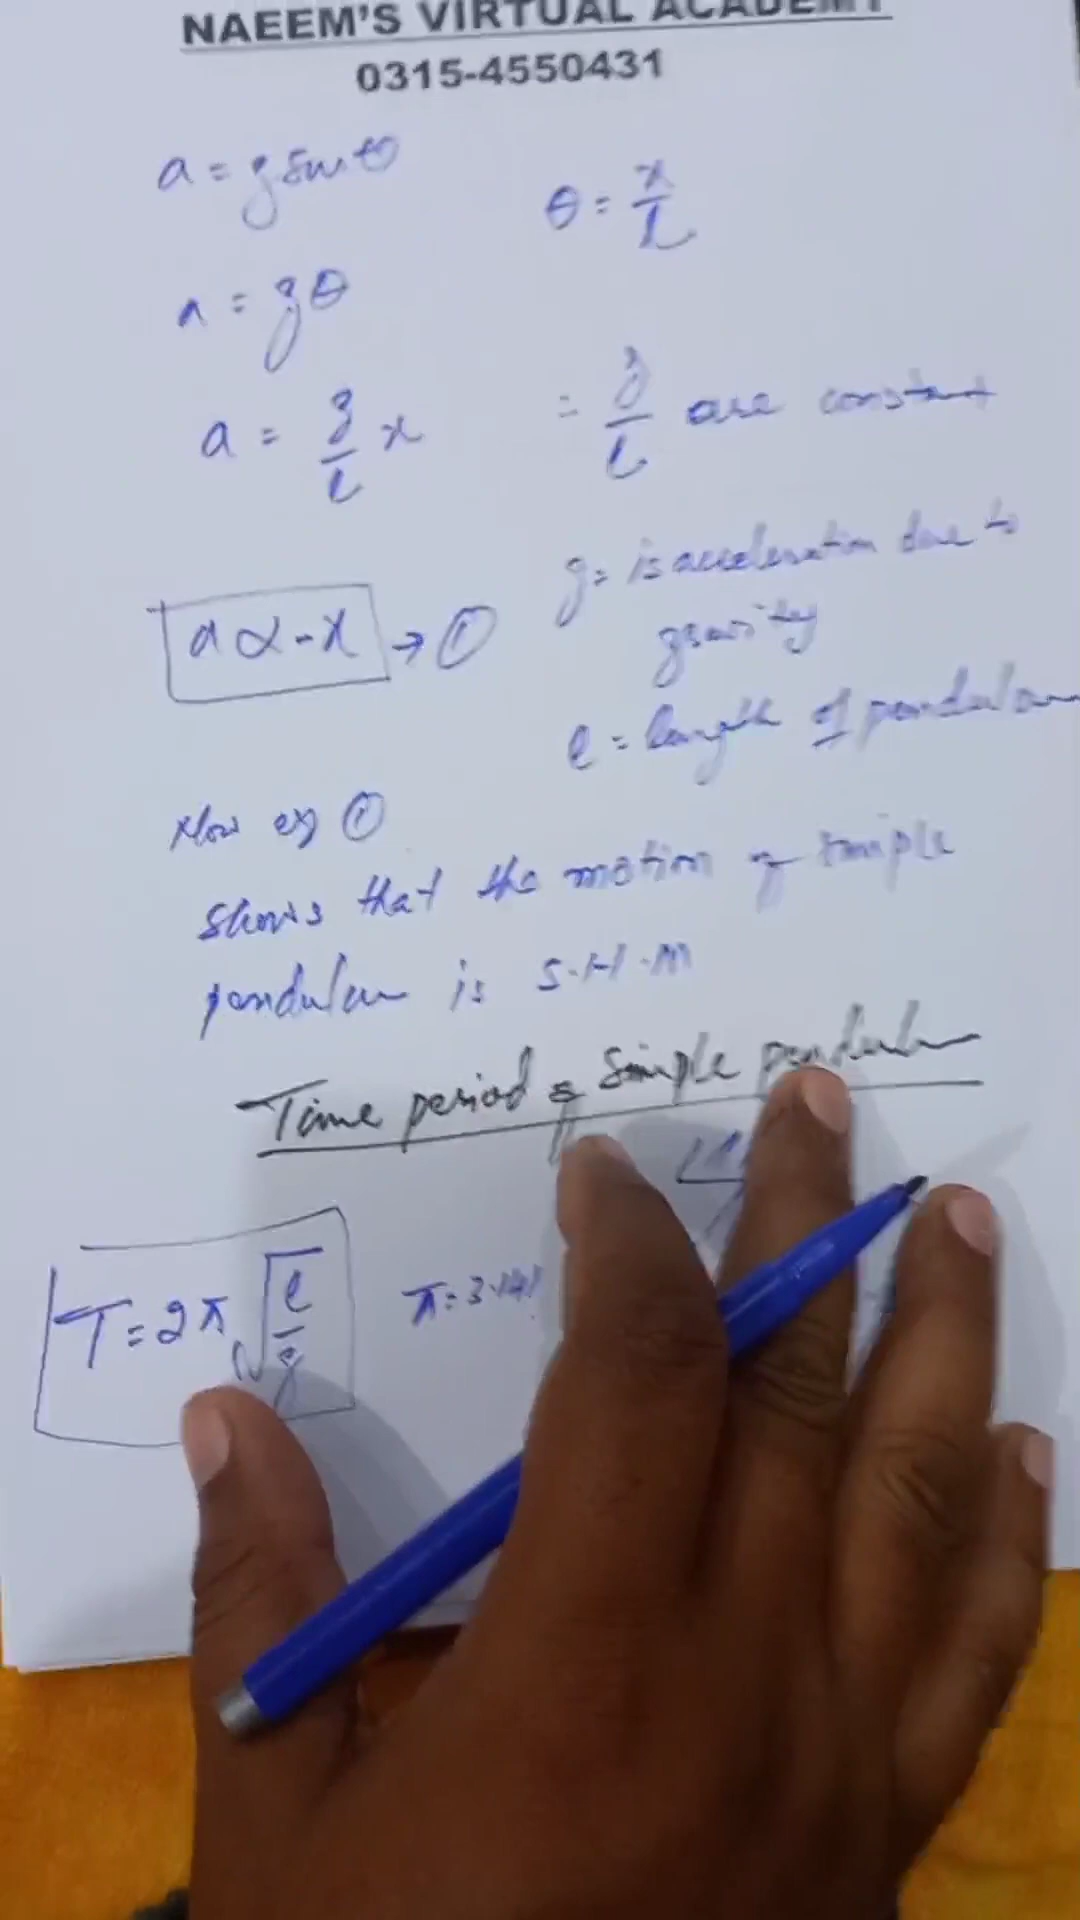 NAEEM'S VIRTUAL ACADEMY
0315-4550431
a = g sin θ
θ = x/L
a = gθ
a = g/l x
= g/l are constant
g = is acceleration due to
gravity
a ∝ -x → ①
l = length of pendulum
Now eq ①
shows that the motion of simple
pendulum is S.H.M
Time period of simple pendulum
T = 2π √l/g
π = 3.141